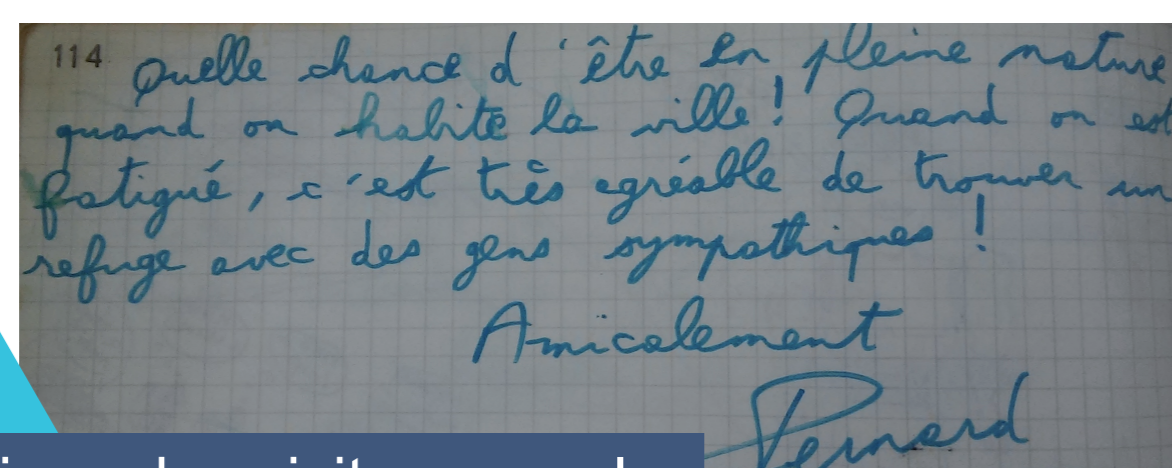 114 Quelle chance d'être en pleine nature
quand on habite la ville! Quand on est
fatigué, c'est très agréable de trouver un
refuge avec des gens sympathiques!
Amicalement